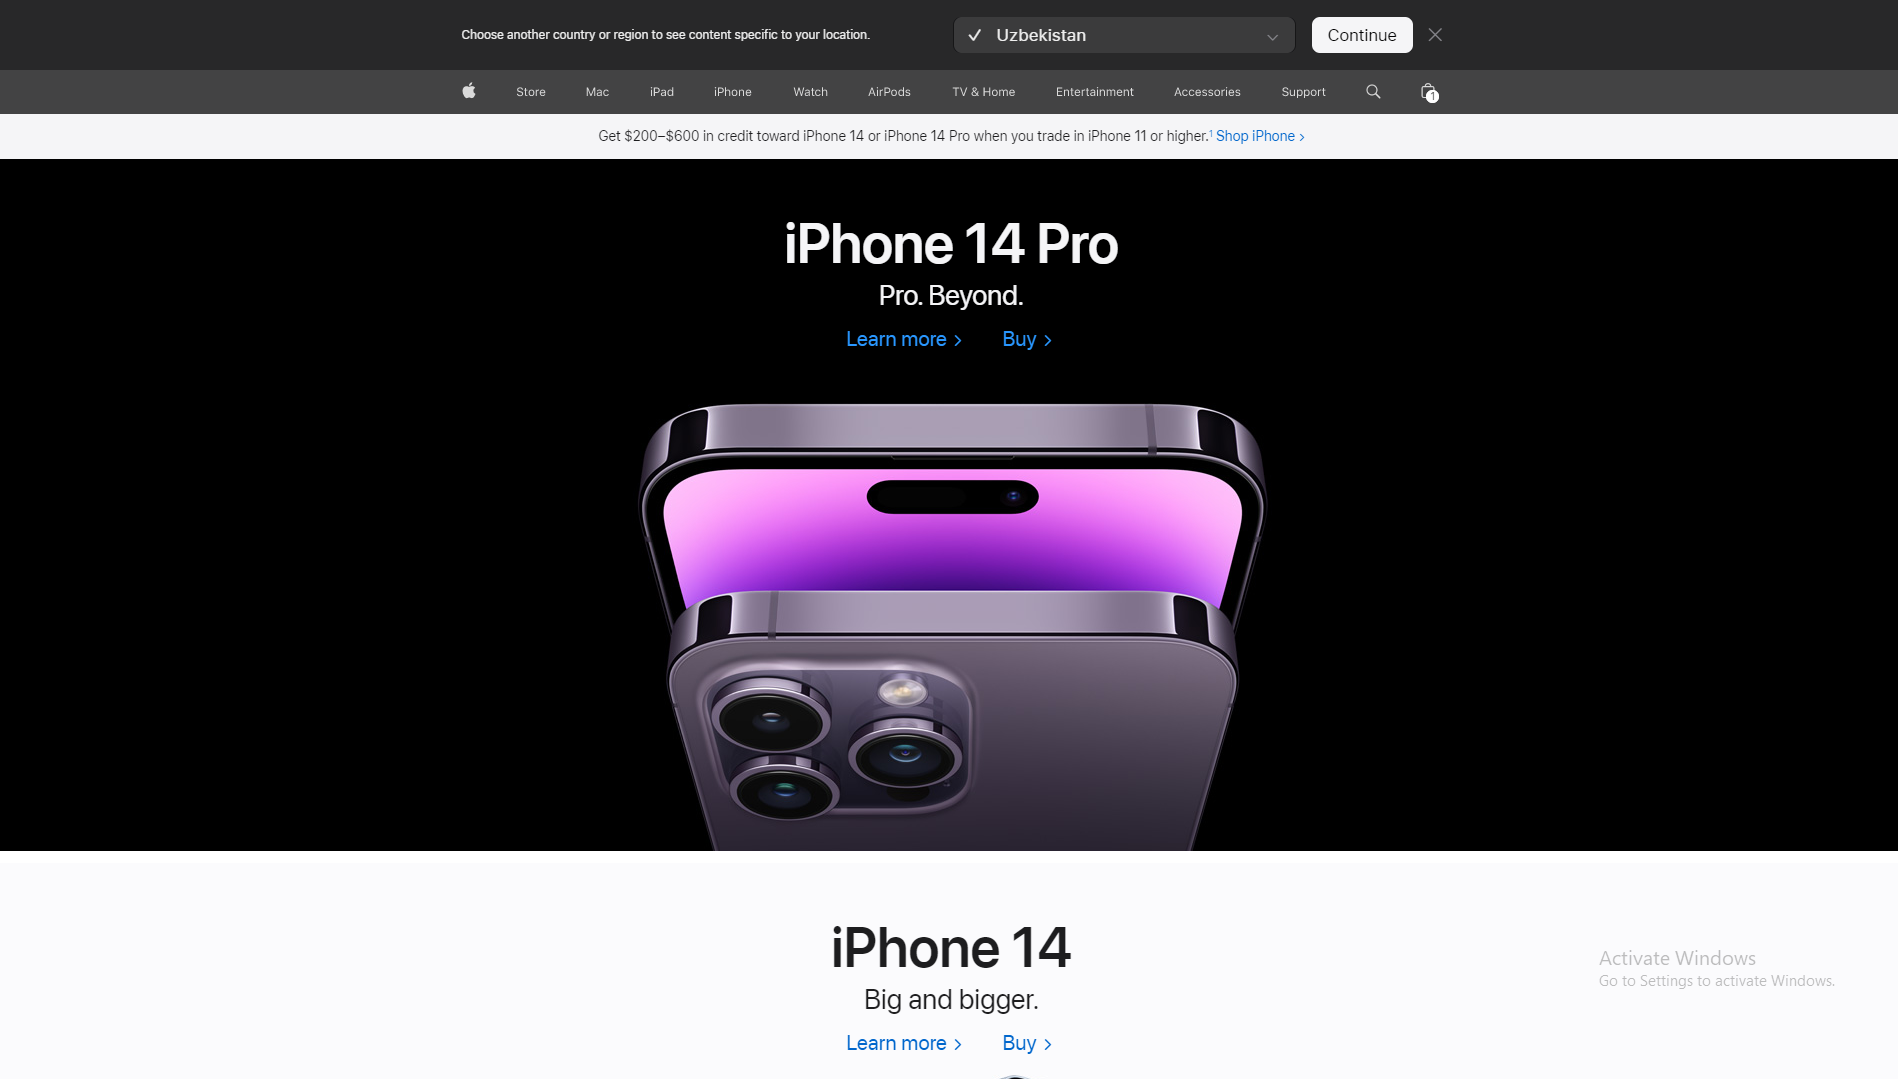 Choose another country or region to see content specific to your location.
✓ Uzbekistan
Continue
Store Mac iPad iPhone Watch AirPods TV & Home Entertainment Accessories Support 1
Get $200–$600 in credit toward iPhone 14 or iPhone 14 Pro when you trade in iPhone 11 or higher.¹ Shop iPhone >
iPhone 14 Pro
Pro. Beyond.
Learn more > Buy >
iPhone 14
Big and bigger.
Learn more > Buy >
Activate Windows
Go to Settings to activate Windows.